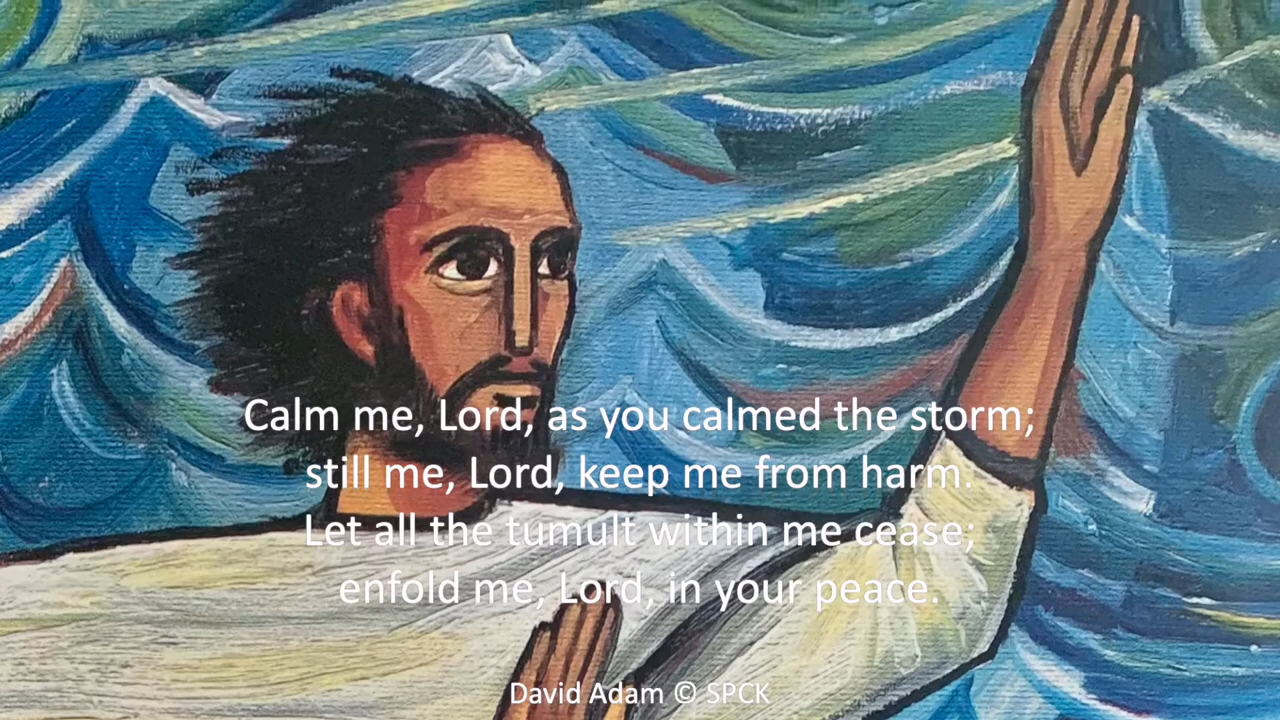 Calm me, Lord, as you calmed the storm;
still me, Lord, keep me from harm.
Let all the tumult within me cease;
enfold me, Lord, in your peace.
David Adam © SPCK